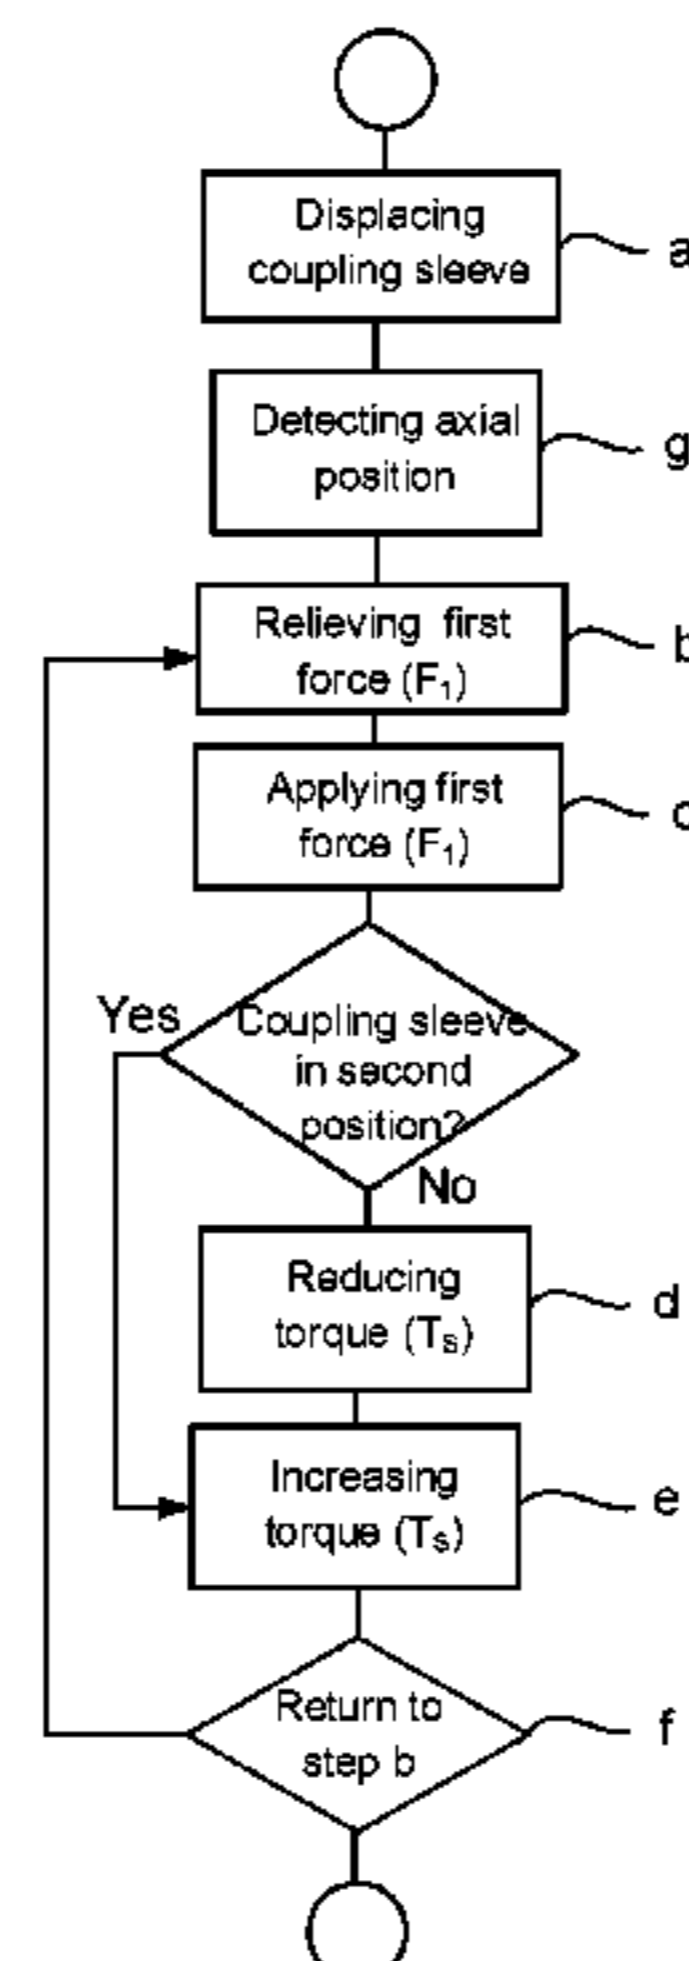 Displacing
coupling sleeve
a
Detecting axial
position
g
Relieving first
force (F₁)
b
Applying first
force (F₁)
c
Yes
Coupling sleeve
in second
position?
No
Reducing
torque (Tₛ)
d
Increasing
torque (Tₛ)
e
Return to
step b
f